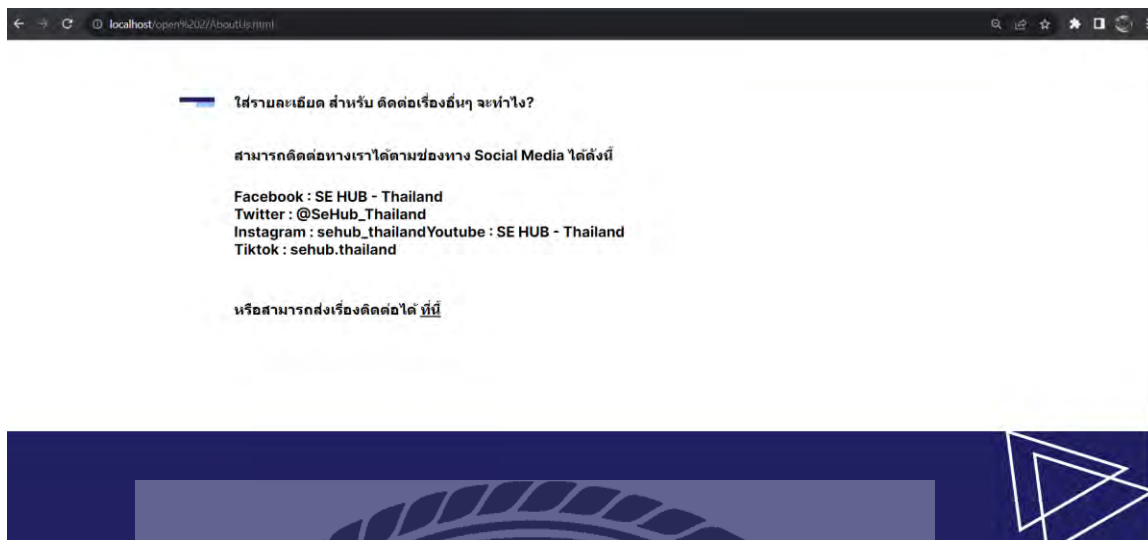 localhost/open%202//AboutUs.html
ใส่รายละเอียด สำหรับ ติดต่อเรื่องอื่นๆ จะทำไง?
สามารถติดต่อทางเราได้ตามช่องทาง Social Media ได้ดังนี้
Facebook : SE HUB - Thailand
Twitter : @SeHub_Thailand
Instagram : sehub_thailandYoutube : SE HUB - Thailand
Tiktok : sehub.thailand
หรือสามารถส่งเรื่องติดต่อได้ ที่นี่